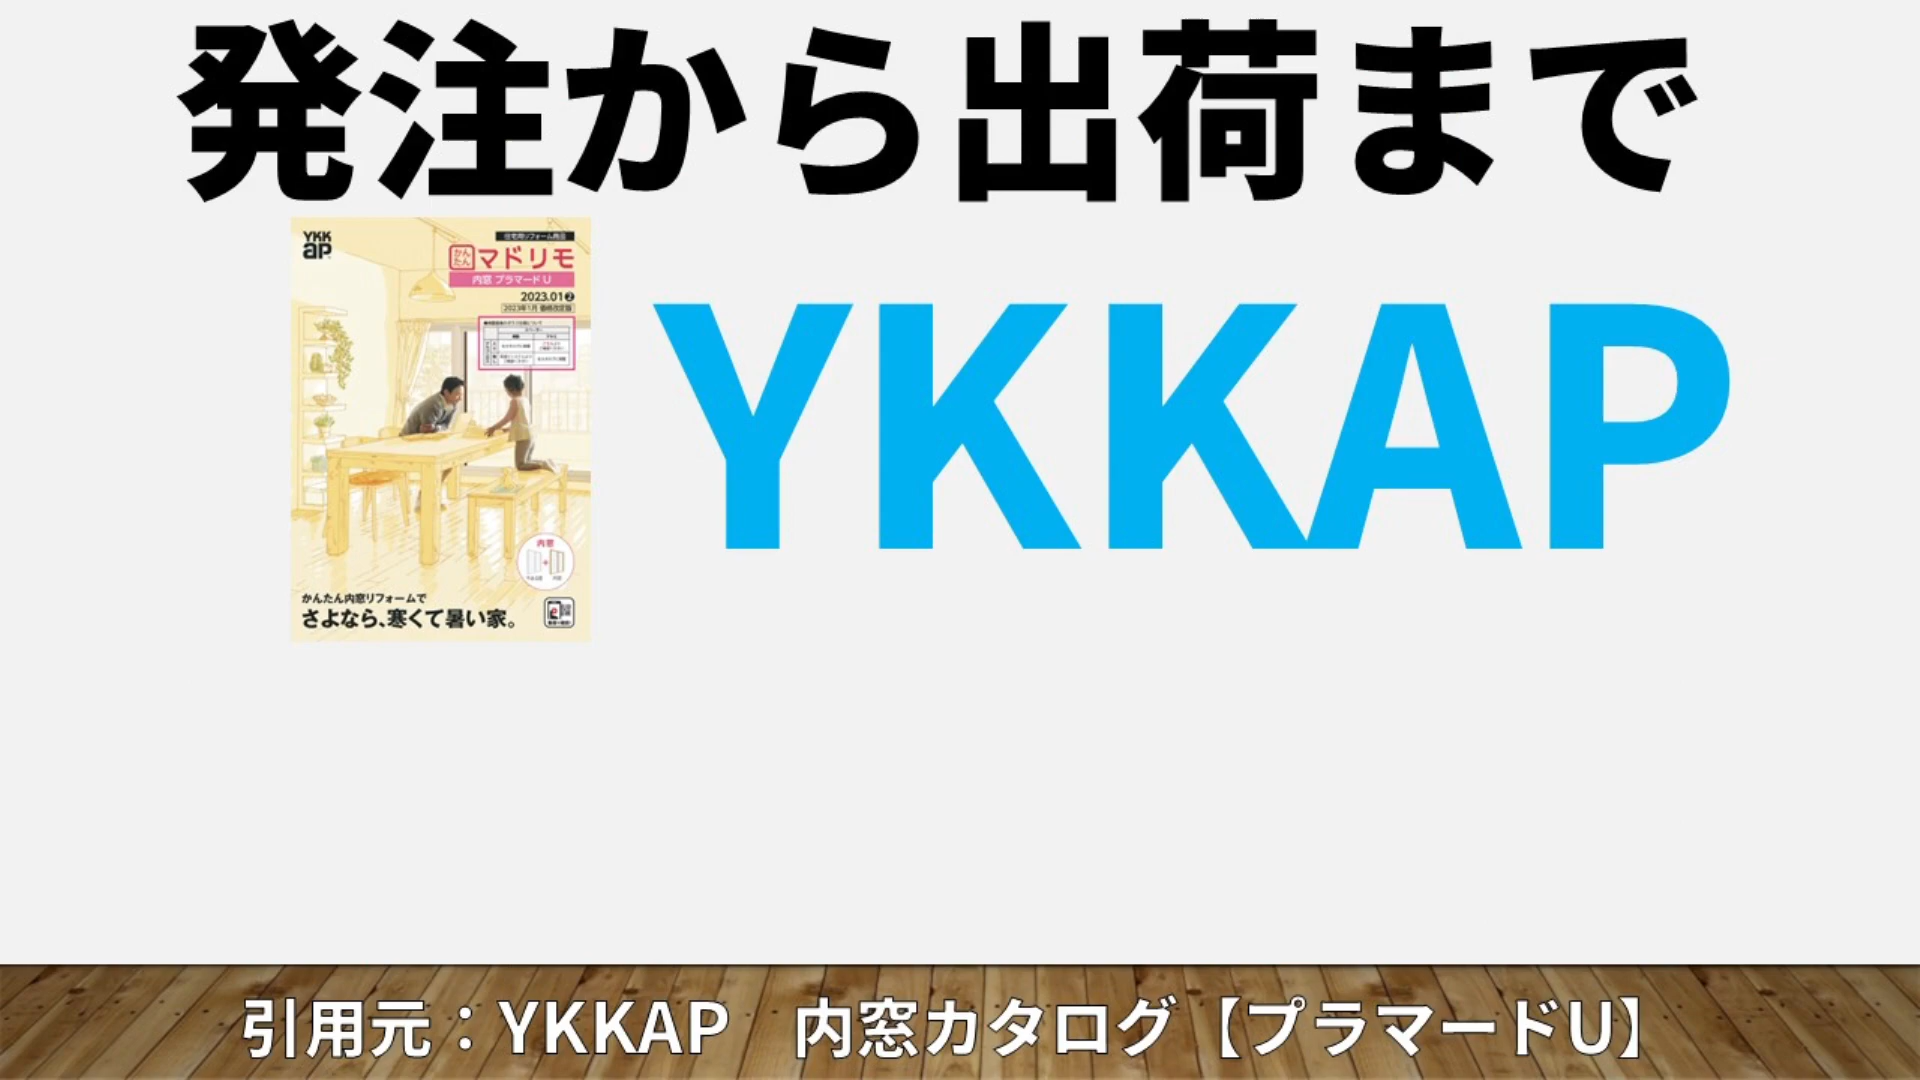 発注から出荷まで
YKK
ap
住宅用リフォーム商品
かんたん マドリモ
内窓 プラマードU
2023.01❷
2023年1月 価格改定版
YKKAP
内窓
かんたん内窓リフォームで
さよなら、寒くて暑い家。
引用元：YKKAP　内窓カタログ【プラマードU】